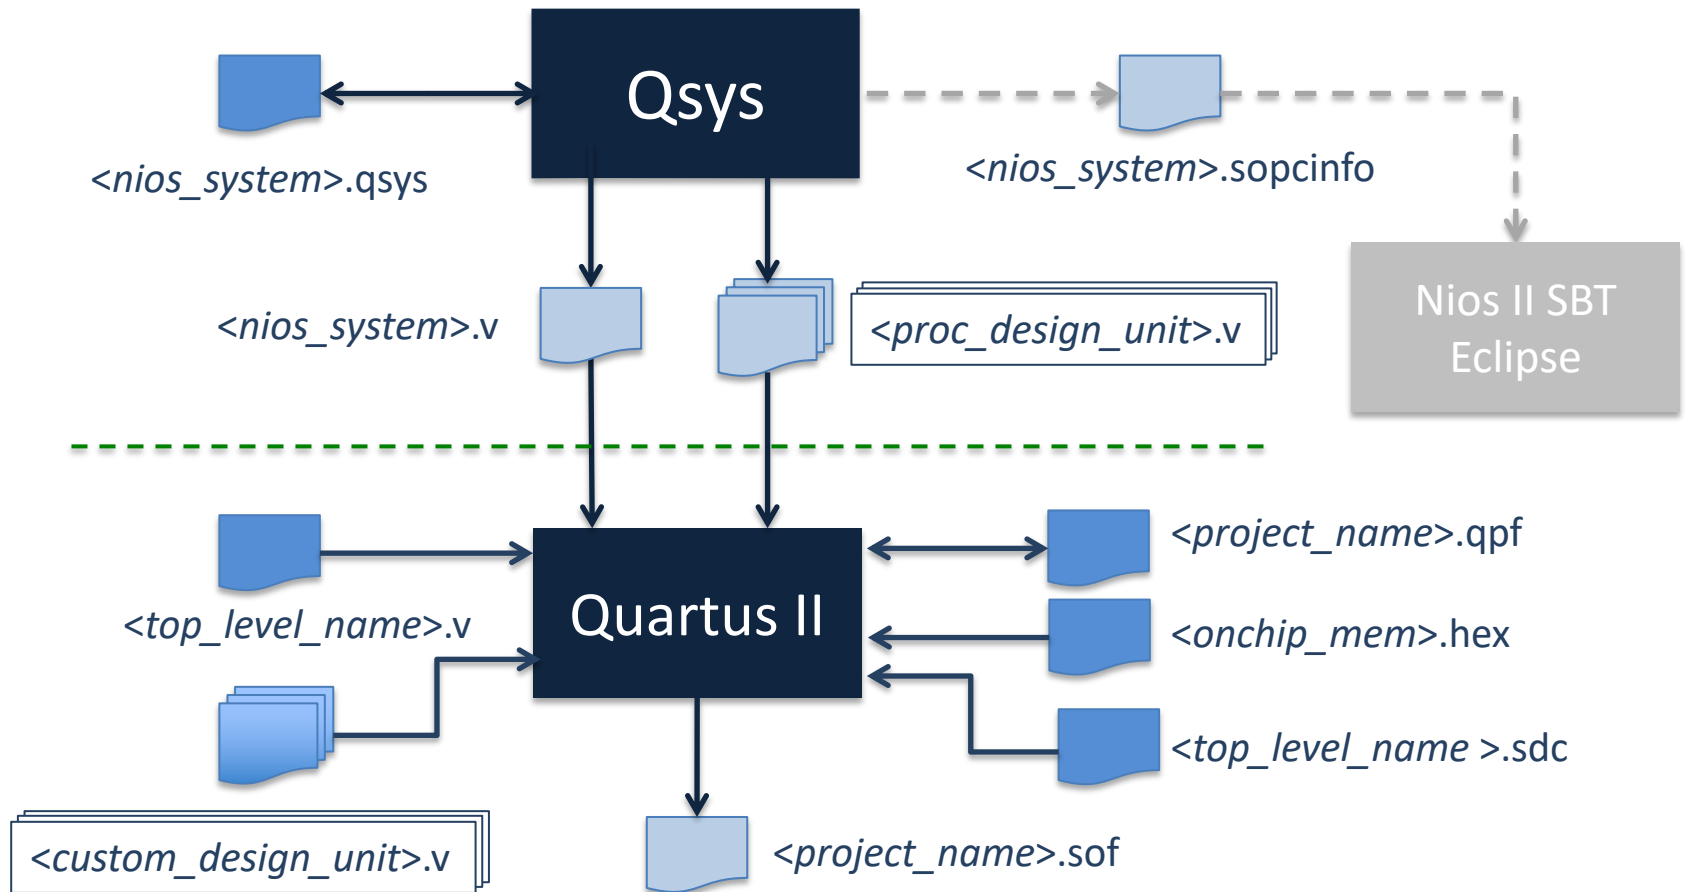 Qsys
<nios_system>.qsys
<nios_system>.sopcinfo
<nios_system>.v
<proc_design_unit>.v
Nios II SBT
Eclipse
<top_level_name>.v
Quartus II
<project_name>.qpf
<onchip_mem>.hex
<top_level_name >.sdc
<custom_design_unit>.v
<project_name>.sof